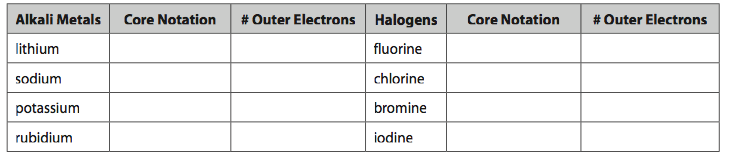 Alkali Metals Core Notation # Outer Electrons Halogens Core Notation # Outer Electrons
lithium fluorine
sodium chlorine
potassium bromine
rubidium iodine